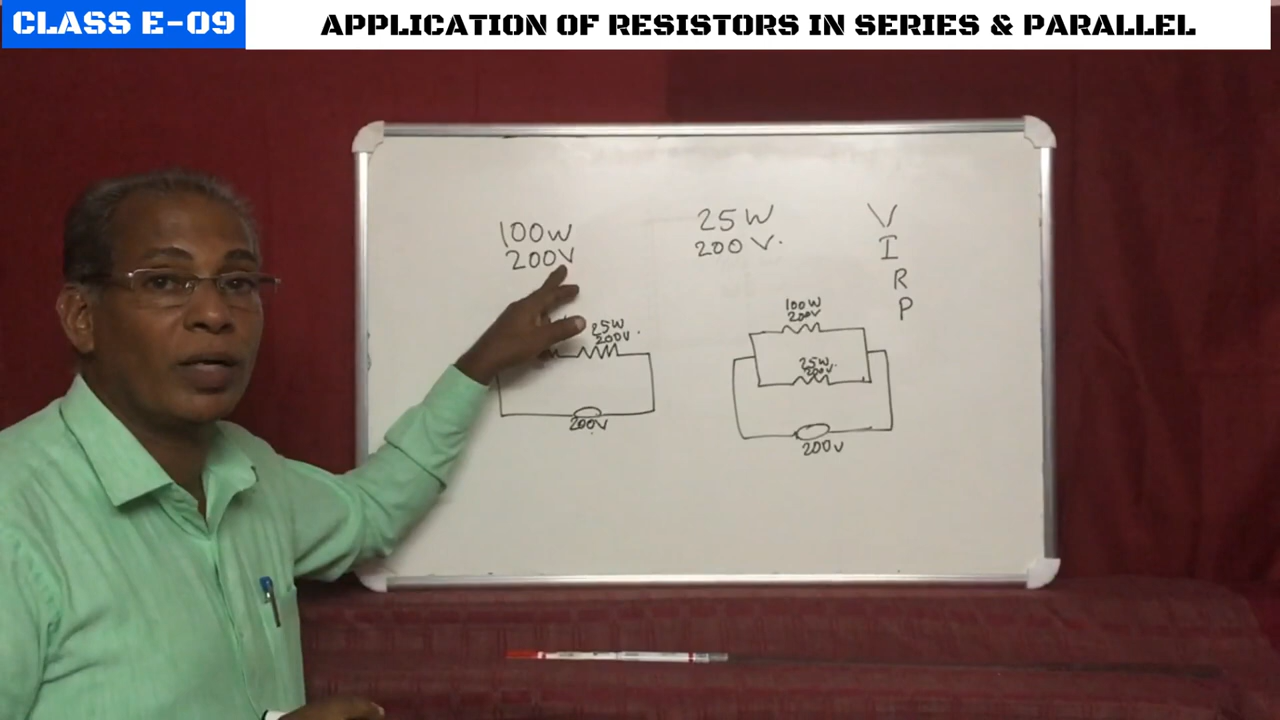 CLASS E-09
APPLICATION OF RESISTORS IN SERIES & PARALLEL
100W
200V
25W
200V.
V
I
R
P
25W
200V.
200V
100W
200V
25W.
200V.
200V